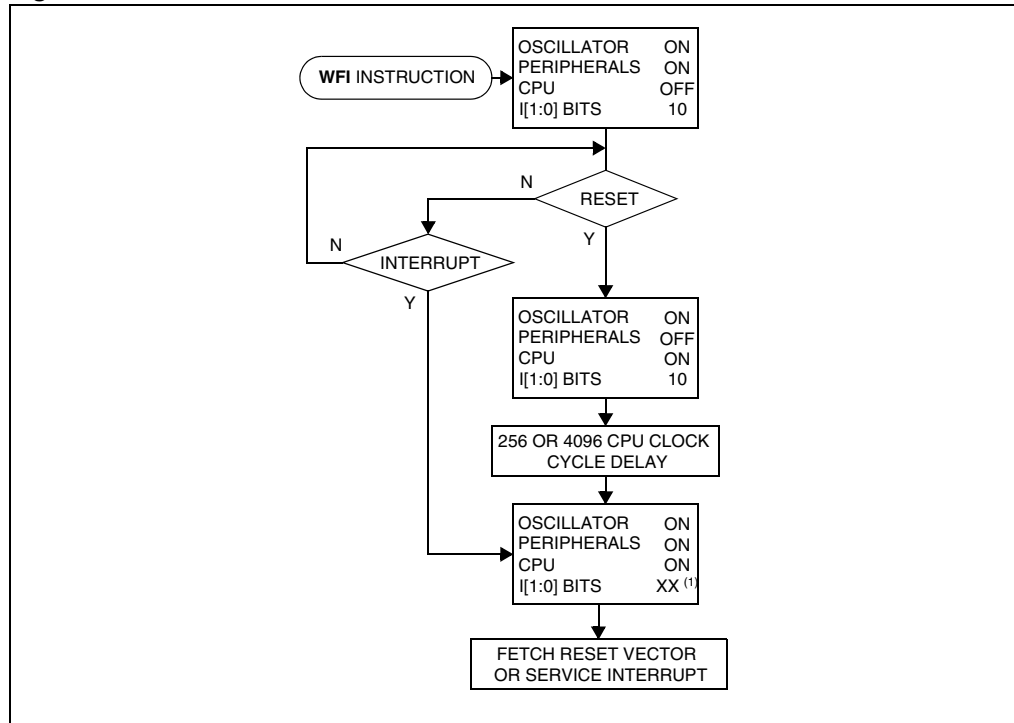 WFI INSTRUCTION
OSCILLATOR ON
PERIPHERALS ON
CPU OFF
I[1:0] BITS 10
N
RESET
Y
N
INTERRUPT
Y
OSCILLATOR ON
PERIPHERALS OFF
CPU ON
I[1:0] BITS 10
256 OR 4096 CPU CLOCK
CYCLE DELAY
OSCILLATOR ON
PERIPHERALS ON
CPU ON
I[1:0] BITS XX (1)
FETCH RESET VECTOR
OR SERVICE INTERRUPT